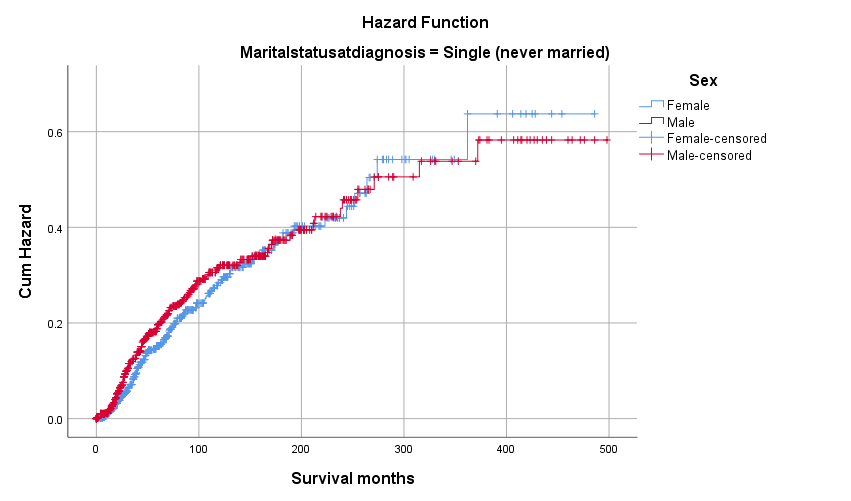 Hazard Function
Maritalstatusatdiagnosis = Single (never married)
Sex
Female
Male
Female-censored
Male-censored
Cum Hazard
0.6
0.4
0.2
0.0
0 100 200 300 400 500
Survival months